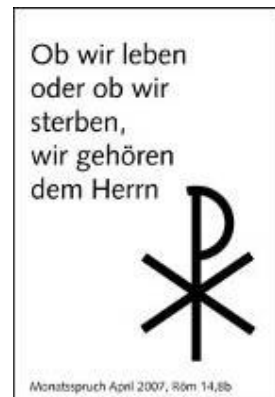 Ob wir leben
oder ob wir
sterben,
wir gehören
dem Herrn
Monatsspruch April 2007, Röm 14,8b